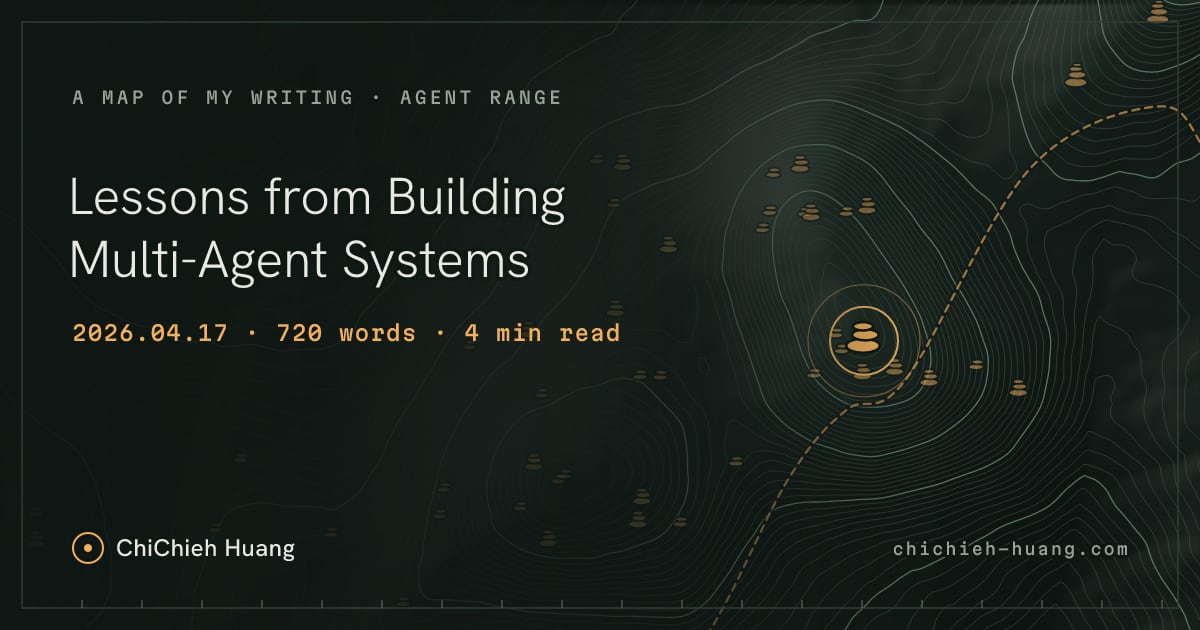 A MAP OF MY WRITING · AGENT RANGE
Lessons from Building
Multi-Agent Systems
2026.04.17 · 720 words · 4 min read
ChiChieh Huang
chichieh-huang.com